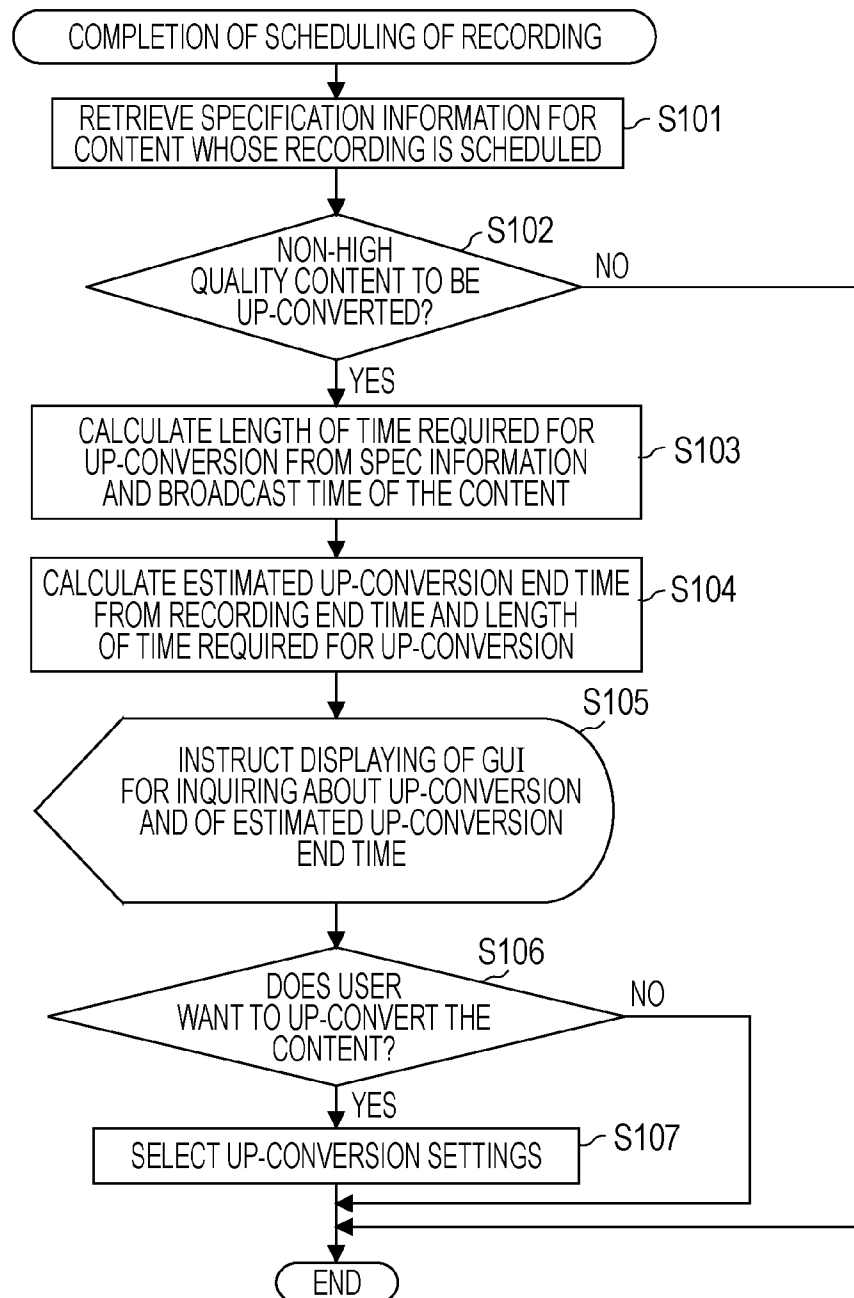 COMPLETION OF SCHEDULING OF RECORDING
RETRIEVE SPECIFICATION INFORMATION FOR
CONTENT WHOSE RECORDING IS SCHEDULED
S101
S102
NON-HIGH
QUALITY CONTENT TO BE
UP-CONVERTED?
NO
YES
CALCULATE LENGTH OF TIME REQUIRED FOR
UP-CONVERSION FROM SPEC INFORMATION
AND BROADCAST TIME OF THE CONTENT
S103
CALCULATE ESTIMATED UP-CONVERSION END TIME
FROM RECORDING END TIME AND LENGTH
OF TIME REQUIRED FOR UP-CONVERSION
S104
S105
INSTRUCT DISPLAYING OF GUI
FOR INQUIRING ABOUT UP-CONVERSION
AND OF ESTIMATED UP-CONVERSION
END TIME
S106
DOES USER
WANT TO UP-CONVERT THE
CONTENT?
NO
YES
SELECT UP-CONVERSION SETTINGS
S107
END